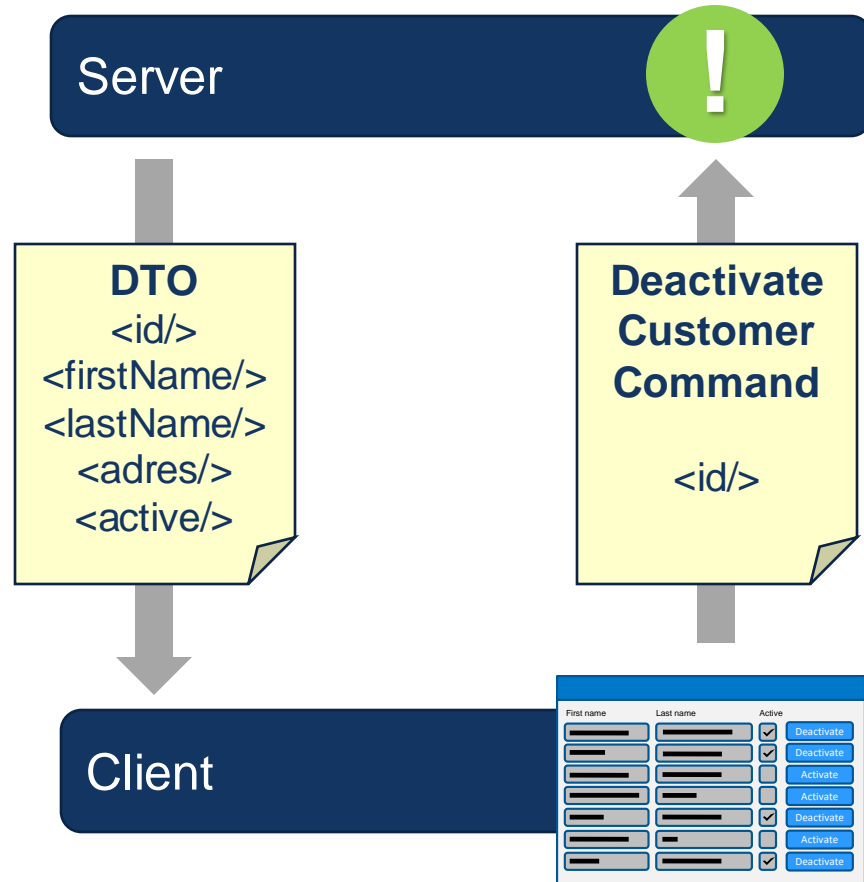 Server
!
DTO
<id/>
<firstName/>
<lastName/>
<adres/>
<active/>
Deactivate
Customer
Command
<id/>
Client
First name Last name Active
Deactivate
Deactivate
Activate
Activate
Deactivate
Activate
Deactivate